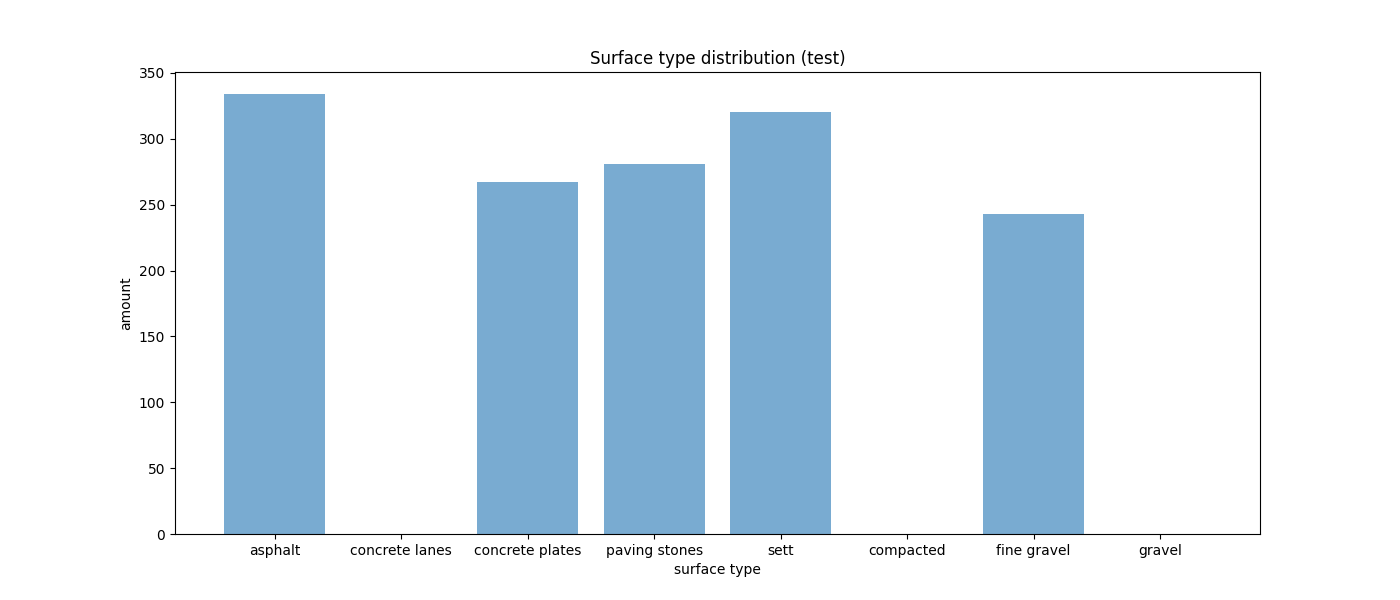 Surface type distribution (test)
350
300
250
200
150
100
50
0
amount
asphalt concrete lanes concrete plates paving stones sett compacted fine gravel gravel
surface type